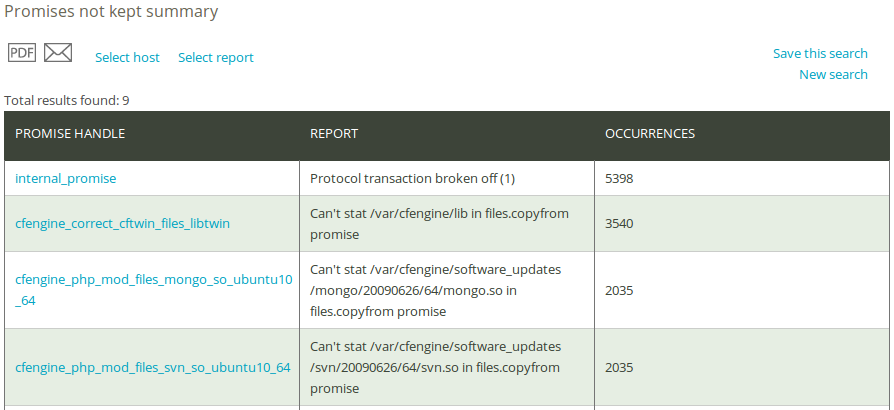 Promises not kept summary
PDF
Select host Select report
Save this search
New search
Total results found: 9
PROMISE HANDLE REPORT OCCURRENCES
internal_promise Protocol transaction broken off (1) 5398
cfengine_correct_cftwin_files_libtwin
Can't stat /var/cfengine/lib in files.copyfrom
promise
3540
cfengine_php_mod_files_mongo_so_ubuntu10
_64
Can't stat /var/cfengine/software_updates
/mongo/20090626/64/mongo.so in
files.copyfrom promise
2035
cfengine_php_mod_files_svn_so_ubuntu10_64
Can't stat /var/cfengine/software_updates
/svn/20090626/64/svn.so in files.copyfrom
promise
2035